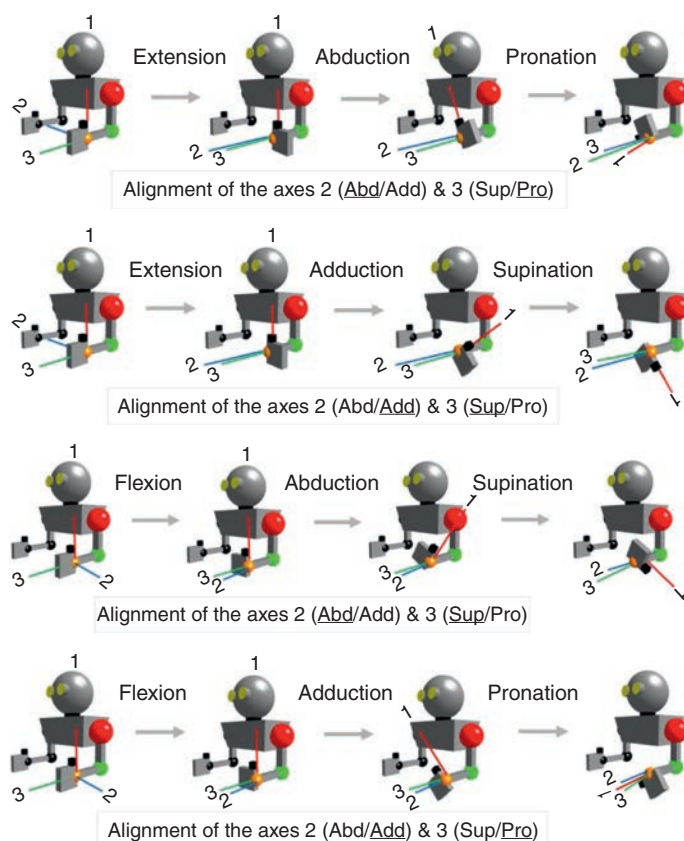 1 1
Extension Abduction 1 Pronation
2
3 2 3 2 3 3 2 1
Alignment of the axes 2 (Abd/Add) & 3 (Sup/Pro)
1 1
Extension Adduction Supination
2 1
3 2 3 2 3 3 2 1
Alignment of the axes 2 (Abd/Add) & 3 (Sup/Pro)
1 1
Flexion Abduction 1 Supination
3 2 3 2 3 2 2 3 1
Alignment of the axes 2 (Abd/Add) & 3 (Sup/Pro)
1 1
Flexion Adduction Pronation
1
3 2 3 2 3 2 2 1 3
Alignment of the axes 2 (Abd/Add) & 3 (Sup/Pro)